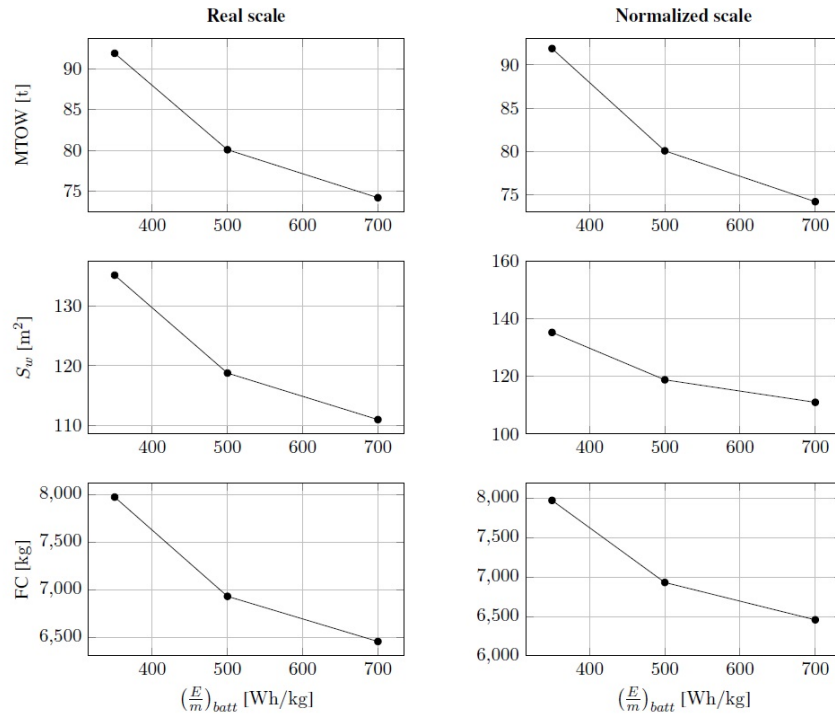 Real scale
Normalized scale
MTOW [t]
90
85
80
75
400 500 600 700
90
85
80
75
400 500 600 700
S_w [m²]
130
120
110
400 500 600 700
160
140
120
100
400 500 600 700
FC [kg]
8,000
7,500
7,000
6,500
400 500 600 700
(E/m)_batt [Wh/kg]
8,000
7,500
7,000
6,500
6,000
400 500 600 700
(E/m)_batt [Wh/kg]